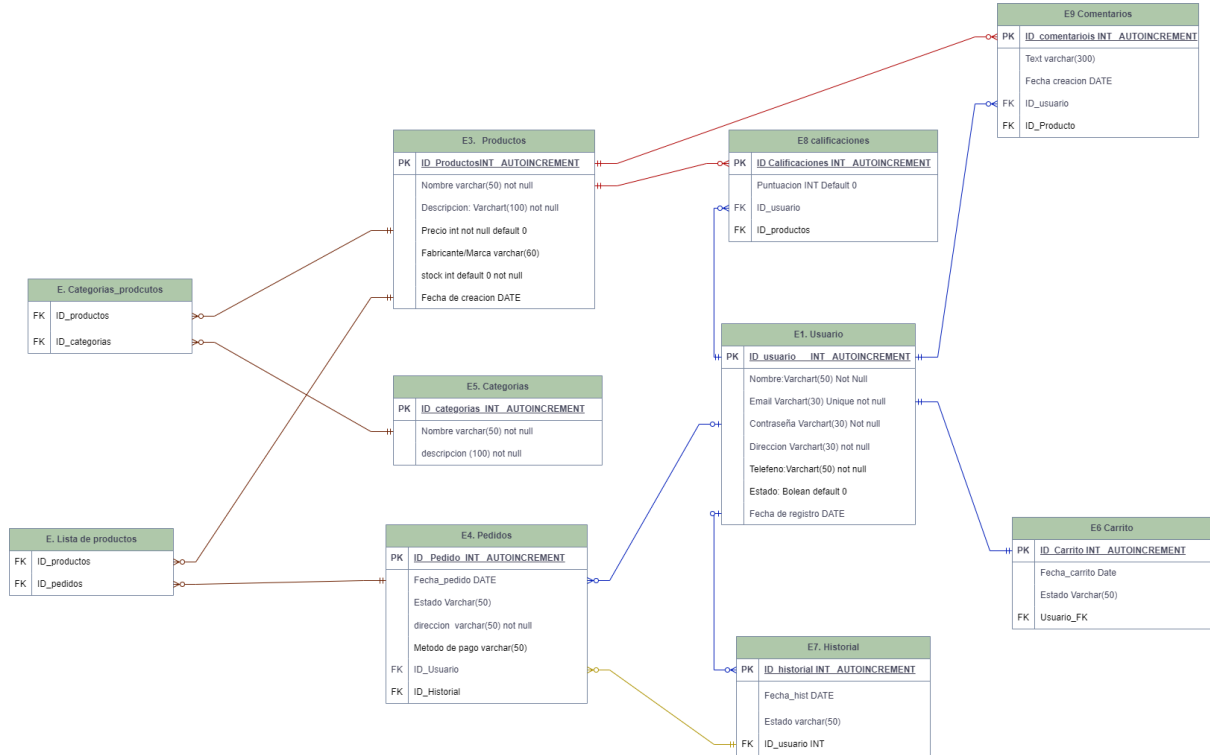 E9 Comentarios
PK ID_comentariois INT AUTOINCREMENT
Text varchar(300)
Fecha creacion DATE
FK ID_usuario
FK ID_Producto
E3. Productos
PK ID_ProductosINT AUTOINCREMENT
Nombre varchar(50) not null
Descripcion: Varchart(100) not null
Precio int not null default 0
Fabricante/Marca varchar(60)
stock int default 0 not null
Fecha de creacion DATE
E8 calificaciones
PK ID Calificaciones INT AUTOINCREMENT
Puntuacion INT Default 0
FK ID_usuario
FK ID_productos
E. Categorias_prodcutos
FK ID_productos
FK ID_categorias
E1. Usuario
PK ID_usuario INT AUTOINCREMENT
Nombre:Varchart(50) Not Null
Email Varchart(30) Unique not null
Contraseña Varchart(30) Not null
Direccion Varchart(30) not null
Telefeno:Varchart(50) not null
Estado: Bolean default 0
Fecha de registro DATE
E5. Categorias
PK ID_categorias INT AUTOINCREMENT
Nombre varchar(50) not null
descripcion (100) not null
E. Lista de productos
FK ID_productos
FK ID_pedidos
E4. Pedidos
PK ID_Pedido INT AUTOINCREMENT
Fecha_pedido DATE
Estado Varchar(50)
direccion varchar(50) not null
Metodo de pago varchar(50)
FK ID_Usuario
FK ID_Historial
E6 Carrito
PK ID_Carrito INT AUTOINCREMENT
Fecha_carrito Date
Estado Varchar(50)
FK Usuario_FK
E7. Historial
PK ID_historial INT AUTOINCREMENT
Fecha_hist DATE
Estado varchar(50)
FK ID_usuario INT